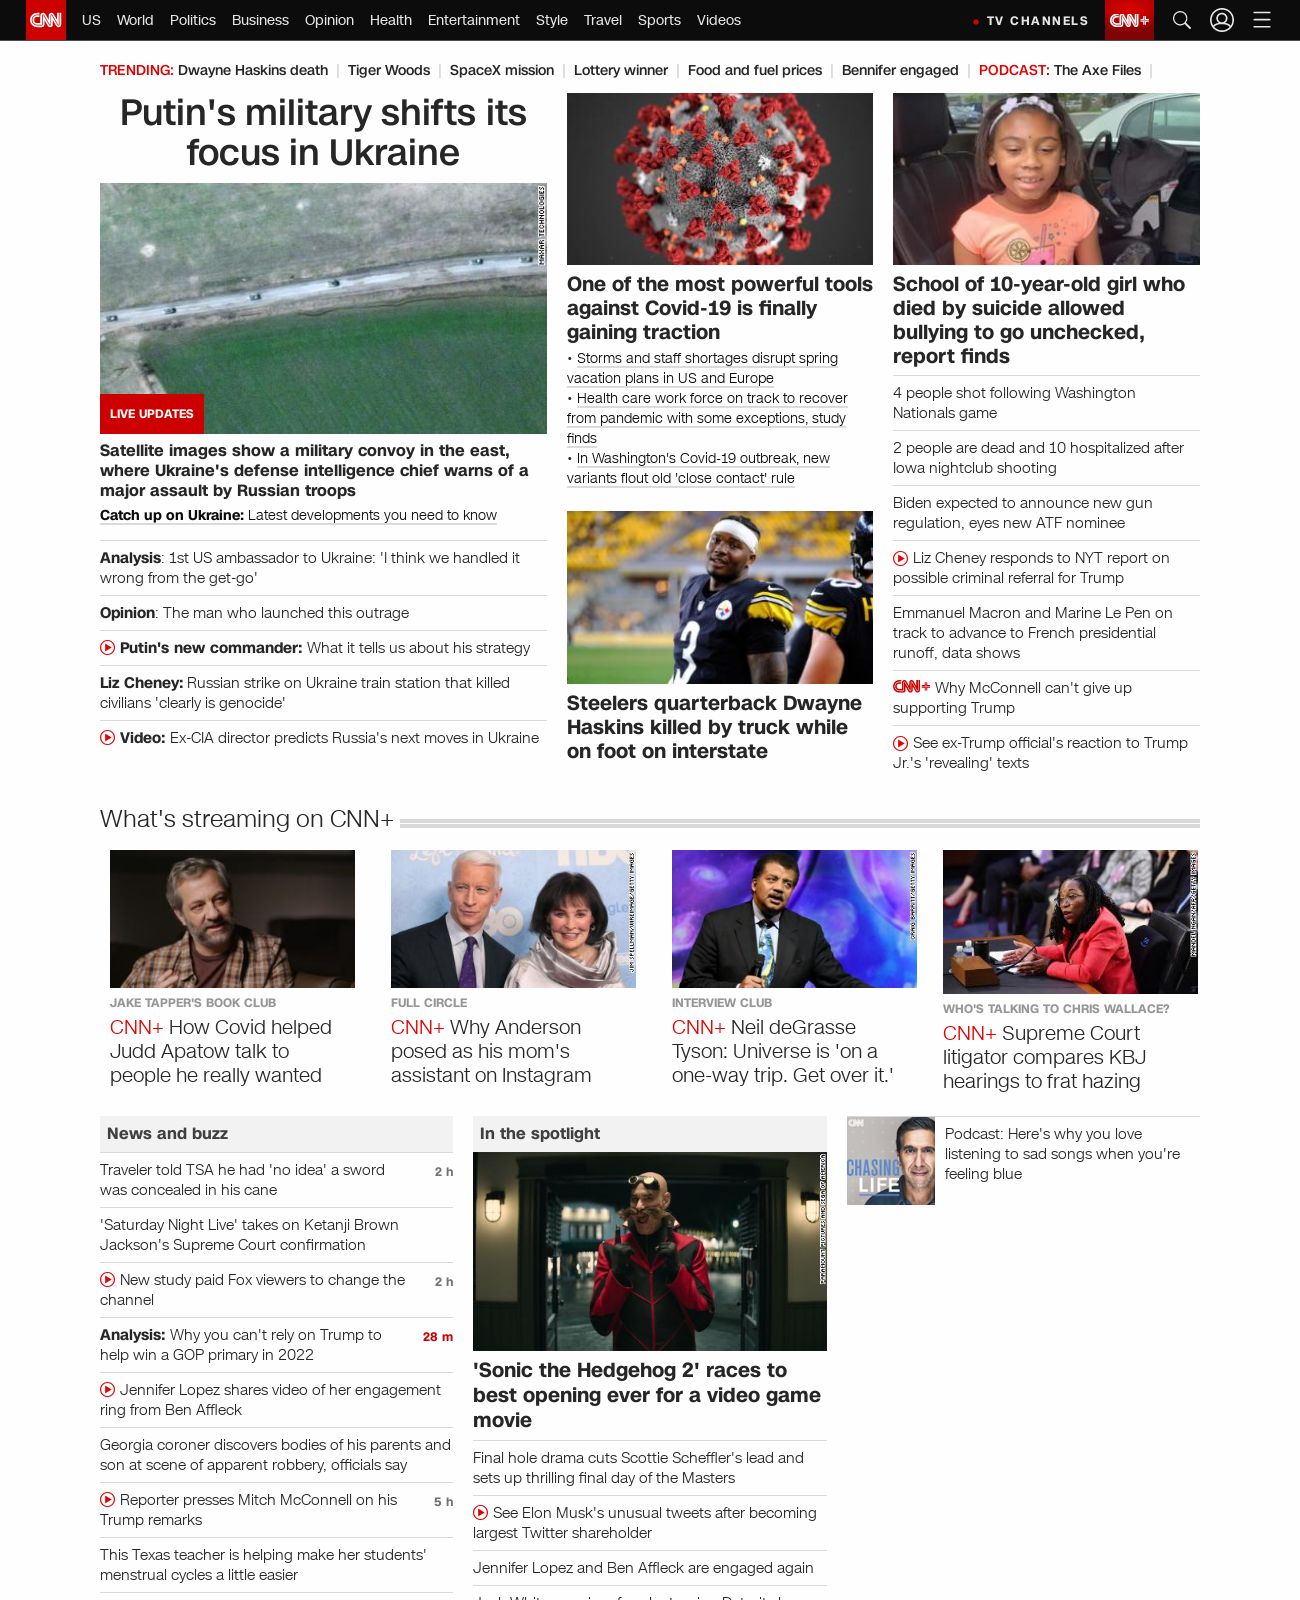 CNN US World Politics Business Opinion Health Entertainment Style Travel Sports Videos TV CHANNELS CNN+
TRENDING: Dwayne Haskins death Tiger Woods SpaceX mission Lottery winner Food and fuel prices Bennifer engaged PODCAST: The Axe Files
Putin's military shifts its
focus in Ukraine
MAXAR TECHNOLOGIES
LIVE UPDATES
Satellite images show a military convoy in the east,
where Ukraine's defense intelligence chief warns of a
major assault by Russian troops
Catch up on Ukraine: Latest developments you need to know
Analysis: 1st US ambassador to Ukraine: 'I think we handled it
wrong from the get-go'
Opinion: The man who launched this outrage
Putin's new commander: What it tells us about his strategy
Liz Cheney: Russian strike on Ukraine train station that killed
civilians 'clearly is genocide'
Video: Ex-CIA director predicts Russia's next moves in Ukraine
One of the most powerful tools
against Covid-19 is finally
gaining traction
• Storms and staff shortages disrupt spring
vacation plans in US and Europe
• Health care work force on track to recover
from pandemic with some exceptions, study
finds
• In Washington's Covid-19 outbreak, new
variants flout old 'close contact' rule
3
Steelers quarterback Dwayne
Haskins killed by truck while
on foot on interstate
School of 10-year-old girl who
died by suicide allowed
bullying to go unchecked,
report finds
4 people shot following Washington
Nationals game
2 people are dead and 10 hospitalized after
Iowa nightclub shooting
Biden expected to announce new gun
regulation, eyes new ATF nominee
Liz Cheney responds to NYT report on
possible criminal referral for Trump
Emmanuel Macron and Marine Le Pen on
track to advance to French presidential
runoff, data shows
CNN+ Why McConnell can't give up
supporting Trump
See ex-Trump official's reaction to Trump
Jr.'s 'revealing' texts
What's streaming on CNN+
JAKE TAPPER'S BOOK CLUB
CNN+ How Covid helped
Judd Apatow talk to
people he really wanted
JIM SPELLMAN/WIREIMAGE/GETTY IMAGES
FULL CIRCLE
CNN+ Why Anderson
posed as his mom's
assistant on Instagram
CRAIG BARRITT/GETTY IMAGES
INTERVIEW CLUB
CNN+ Neil deGrasse
Tyson: Universe is 'on a
one-way trip. Get over it.'
WHO'S TALKING TO CHRIS WALLACE?
CNN+ Supreme Court
litigator compares KBJ
hearings to frat hazing
News and buzz
Traveler told TSA he had 'no idea' a sword 2 h
was concealed in his cane
'Saturday Night Live' takes on Ketanji Brown
Jackson's Supreme Court confirmation
New study paid Fox viewers to change the 2 h
channel
Analysis: Why you can't rely on Trump to 28 m
help win a GOP primary in 2022
Jennifer Lopez shares video of her engagement
ring from Ben Affleck
Georgia coroner discovers bodies of his parents and
son at scene of apparent robbery, officials say
Reporter presses Mitch McConnell on his 5 h
Trump remarks
This Texas teacher is helping make her students'
menstrual cycles a little easier
In the spotlight
'Sonic the Hedgehog 2' races to
best opening ever for a video game
movie
Final hole drama cuts Scottie Scheffler's lead and
sets up thrilling final day of the Masters
See Elon Musk's unusual tweets after becoming
largest Twitter shareholder
Jennifer Lopez and Ben Affleck are engaged again
CNN
CHASING
LIFE
Podcast: Here's why you love
listening to sad songs when you're
feeling blue